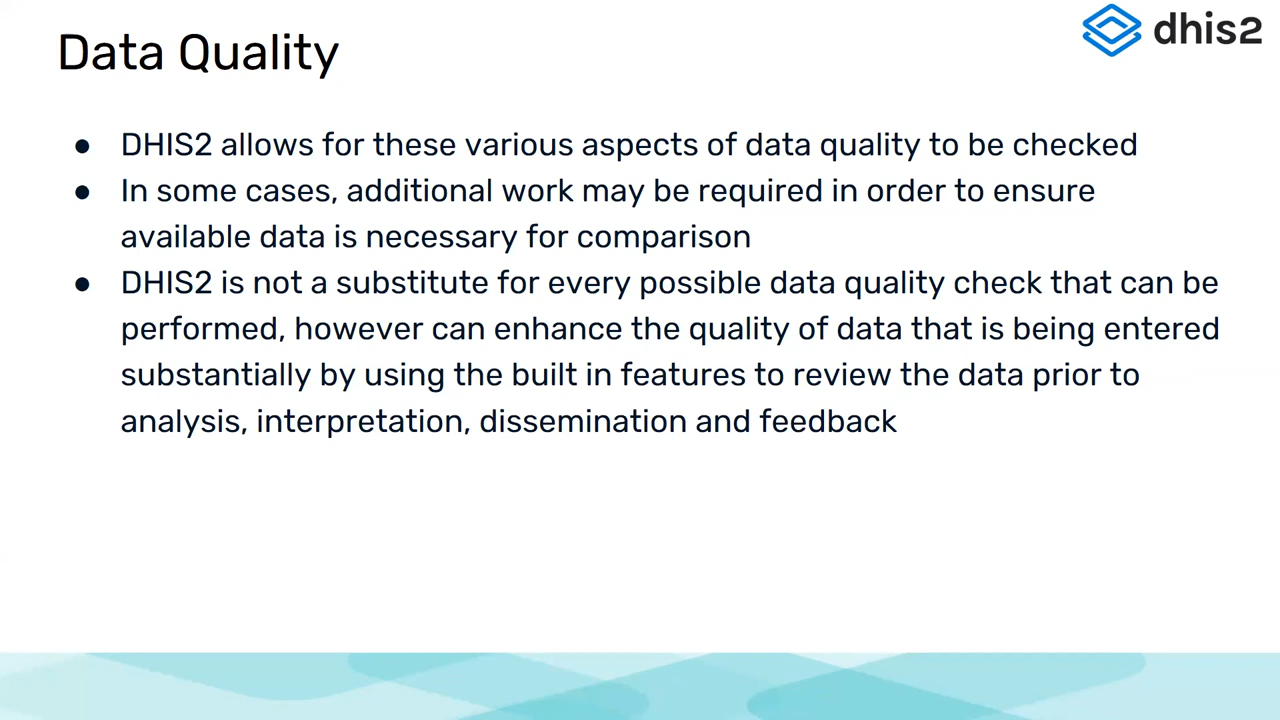 Data Quality
dhis2
● DHIS2 allows for these various aspects of data quality to be checked
● In some cases, additional work may be required in order to ensure
available data is necessary for comparison
● DHIS2 is not a substitute for every possible data quality check that can be
performed, however can enhance the quality of data that is being entered
substantially by using the built in features to review the data prior to
analysis, interpretation, dissemination and feedback